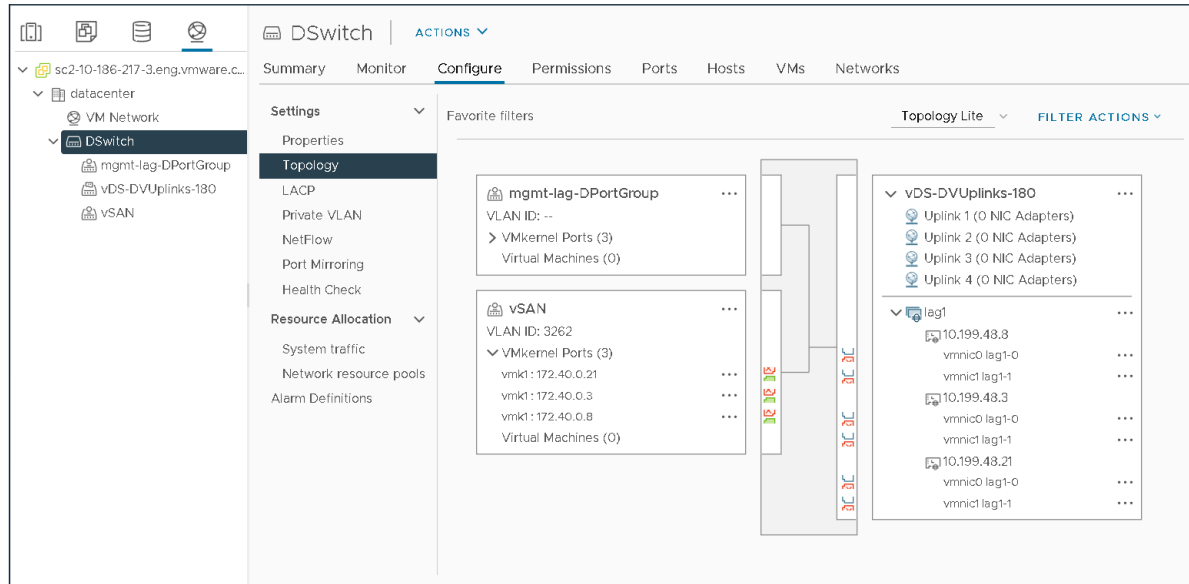 DSwitch
ACTIONS
sc2-10-186-217-3.eng.vmware.c...
datacenter
VM Network
DSwitch
mgmt-lag-DPortGroup
vDS-DVUplinks-180
vSAN
Summary Monitor Configure Permissions Ports Hosts VMs Networks
Settings
Properties
Topology
LACP
Private VLAN
NetFlow
Port Mirroring
Health Check
Resource Allocation
System traffic
Network resource pools
Alarm Definitions
Favorite filters
Topology Lite
FILTER ACTIONS
mgmt-lag-DPortGroup ...
VLAN ID: --
VMkernel Ports (3)
Virtual Machines (0)
vSAN ...
VLAN ID: 3262
VMkernel Ports (3)
vmk1 : 172.40.0.21 ...
vmk1 : 172.40.0.3 ...
vmk1 : 172.40.0.8 ...
Virtual Machines (0)
vDS-DVUplinks-180 ...
Uplink 1 (0 NIC Adapters)
Uplink 2 (0 NIC Adapters)
Uplink 3 (0 NIC Adapters)
Uplink 4 (0 NIC Adapters)
lag1 ...
10.199.48.8
vmnic0 lag1-0 ...
vmnic1 lag1-1 ...
10.199.48.3
vmnic0 lag1-0 ...
vmnic1 lag1-1 ...
10.199.48.21
vmnic0 lag1-0 ...
vmnic1 lag1-1 ...